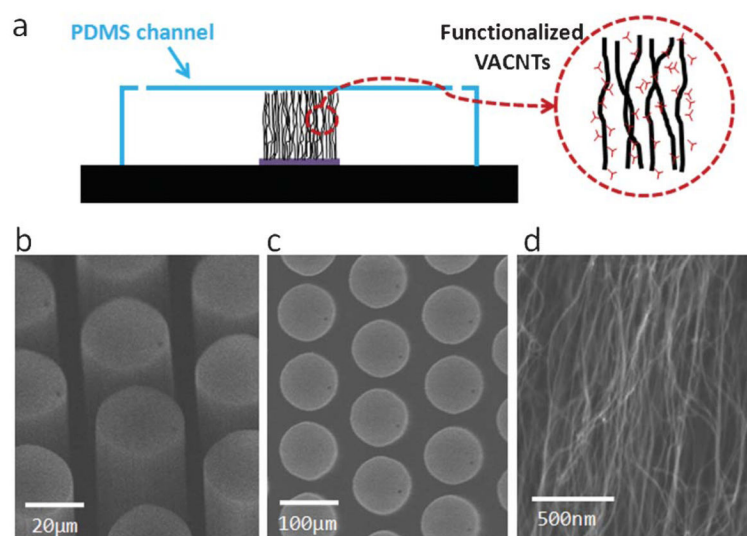 a
PDMS channel
Functionalized
VACNTs
b
c
d
20μm
100μm
500nm